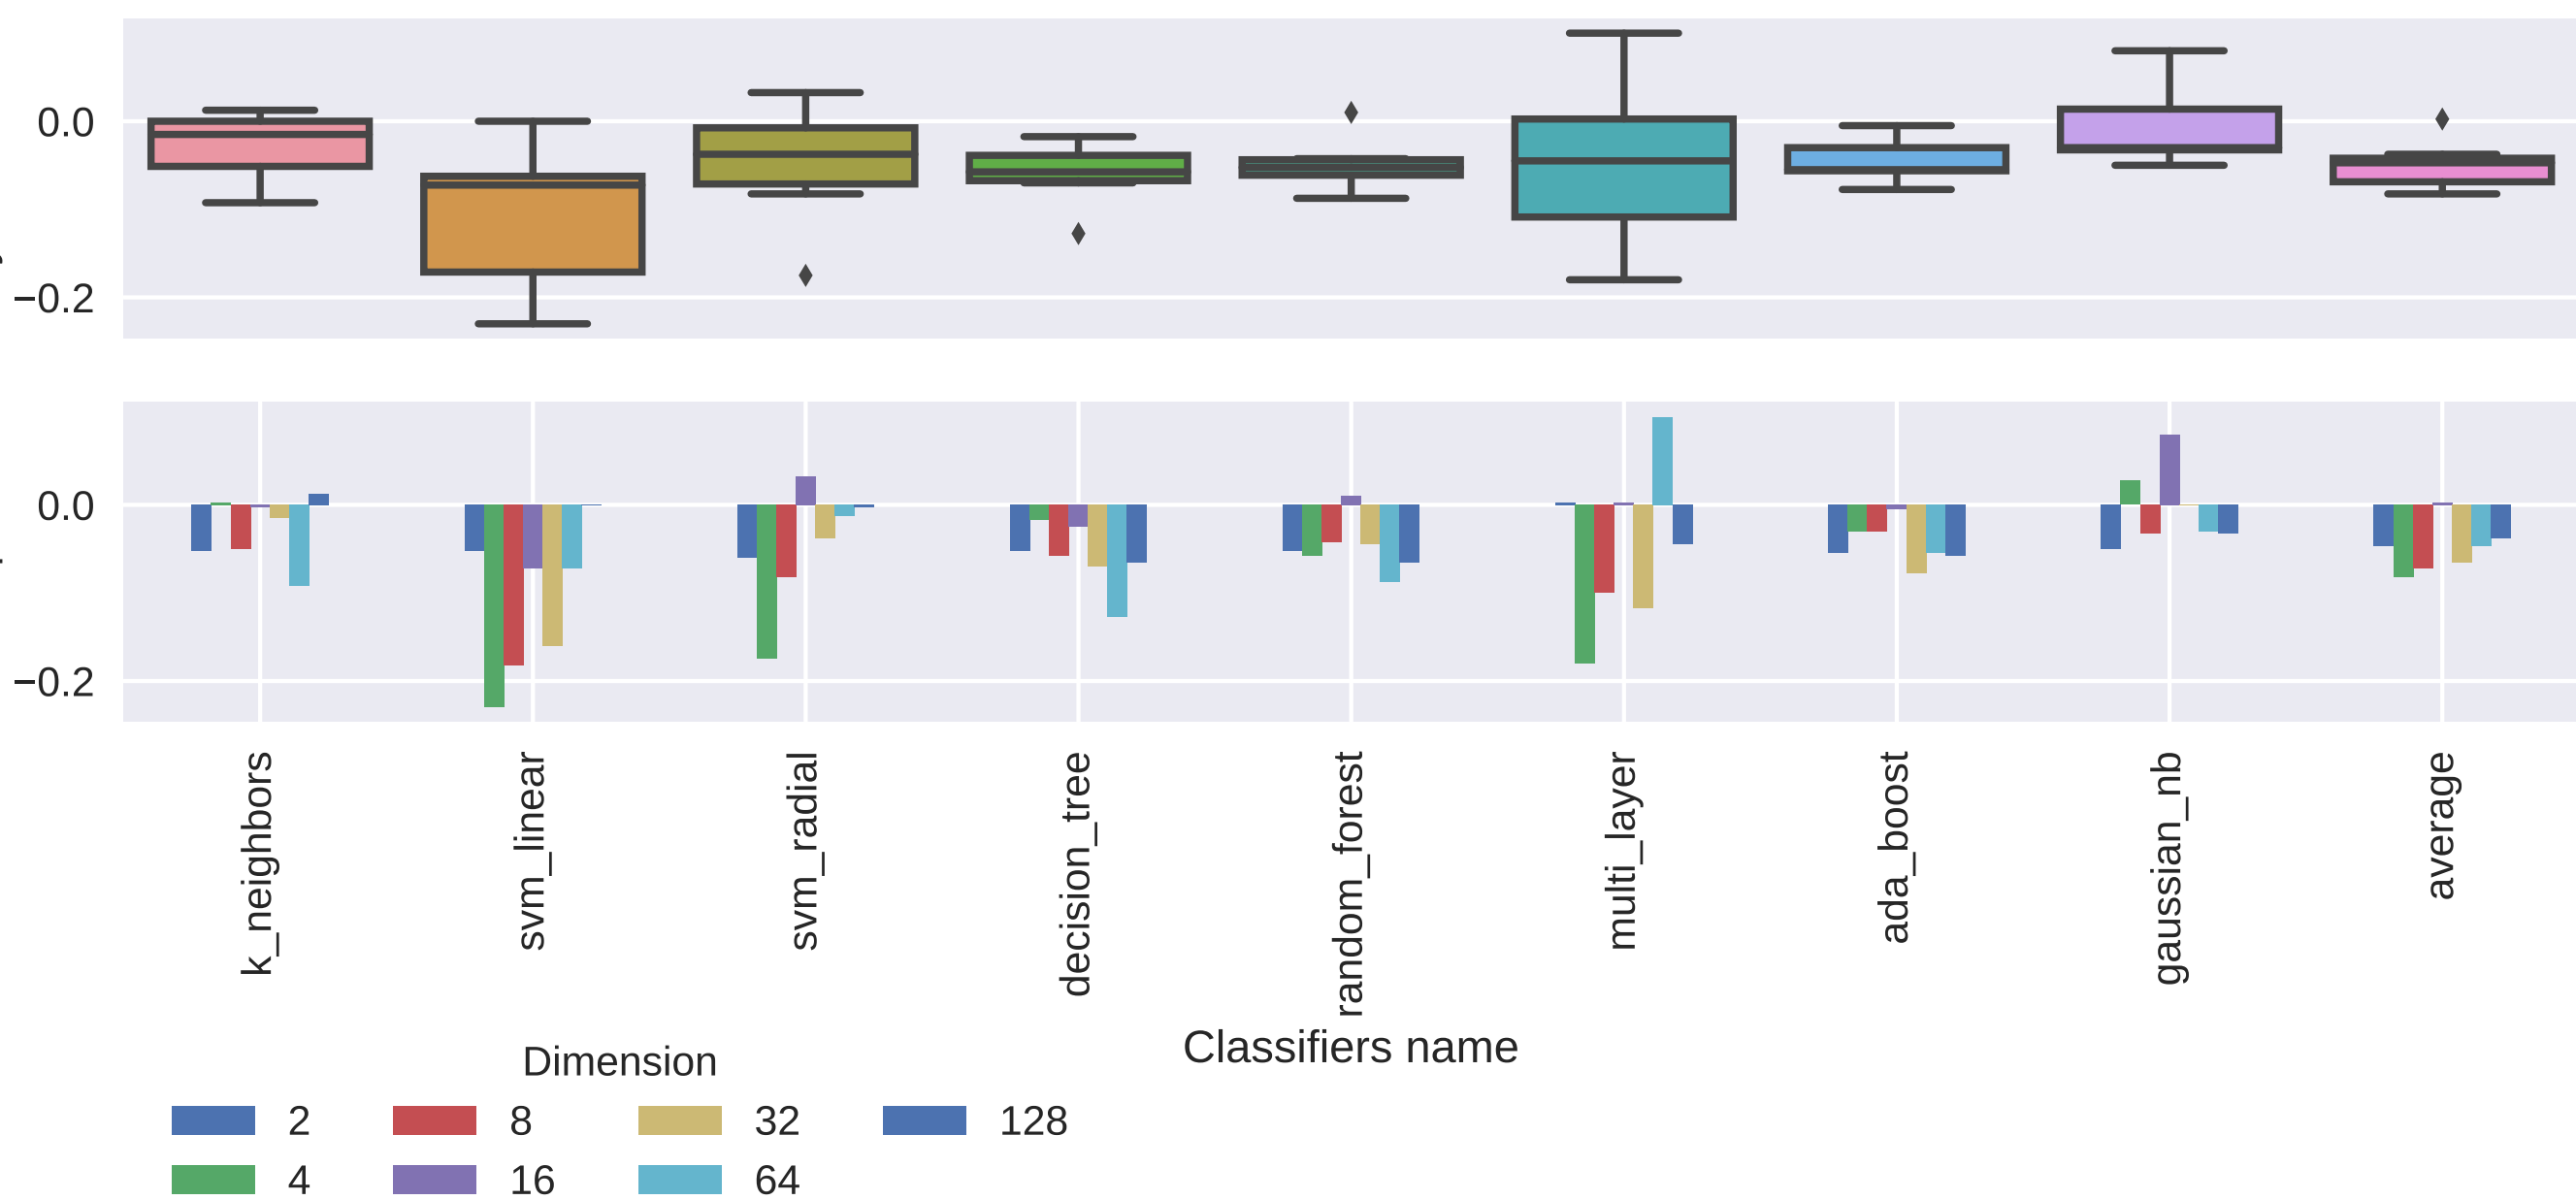 0.0
−0.2
0.0
−0.2
k_neighbors
svm_linear
svm_radial
decision_tree
random_forest
multi_layer
ada_boost
gaussian_nb
average
Classifiers name
Dimension
2 8 32 128
4 16 64